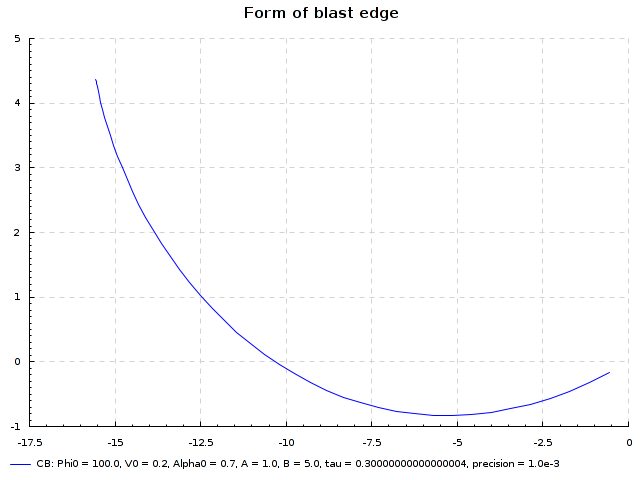 Form of blast edge
5
4
3
2
1
0
-1
-17.5 -15 -12.5 -10 -7.5 -5 -2.5 0
CB: Phi0 = 100.0, V0 = 0.2, Alpha0 = 0.7, A = 1.0, B = 5.0, tau = 0.30000000000000004, precision = 1.0e-3